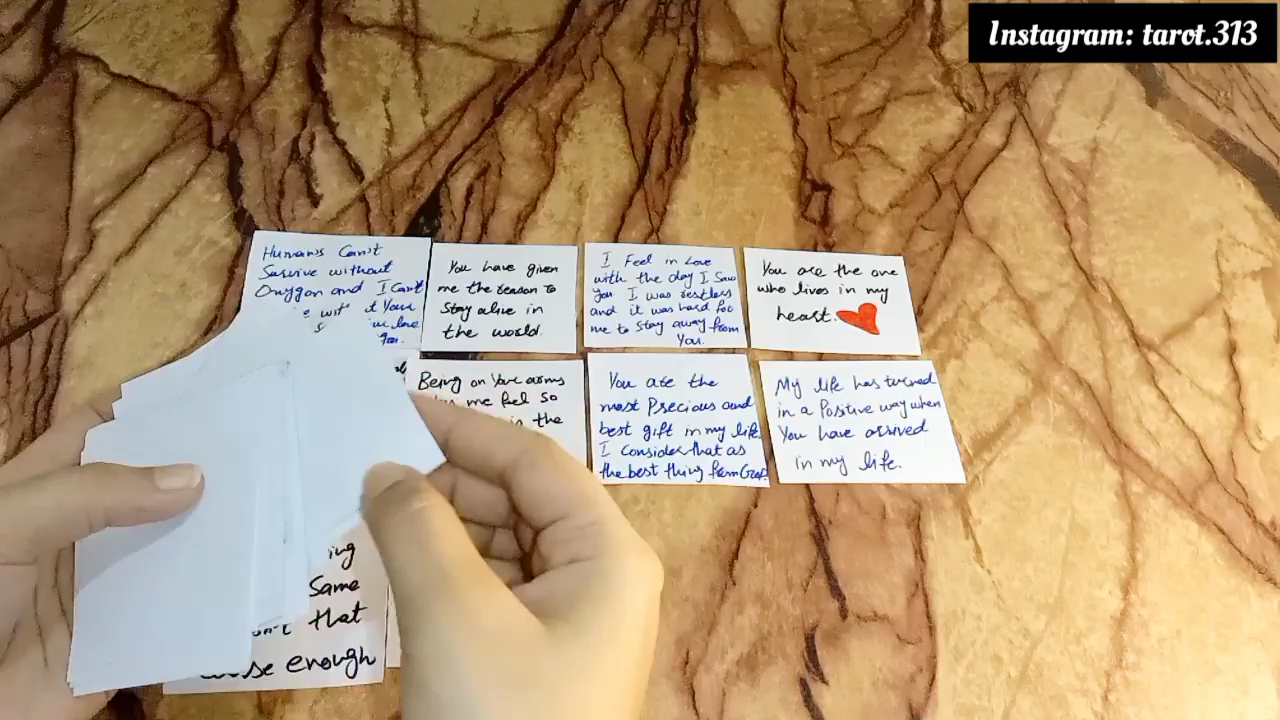 Instagram: tarot.313
Humans Can't
Survive without
Oxygen and I Can't
You have given
me the reason to
Stay alive in
the world.
I Feel in Love
with the day I Saw
You I was restless
and it was hard for
me to Stay away from
You.
You are the one
who lives in my
heart.
Being on Your arms
me feel so
in the
You are the
most Precious and
best gift in my life
I Consider that as
the best thing from God.
My life has turned
in a Positive way when
You have arrived
in my life.
ing
Same
that
enough